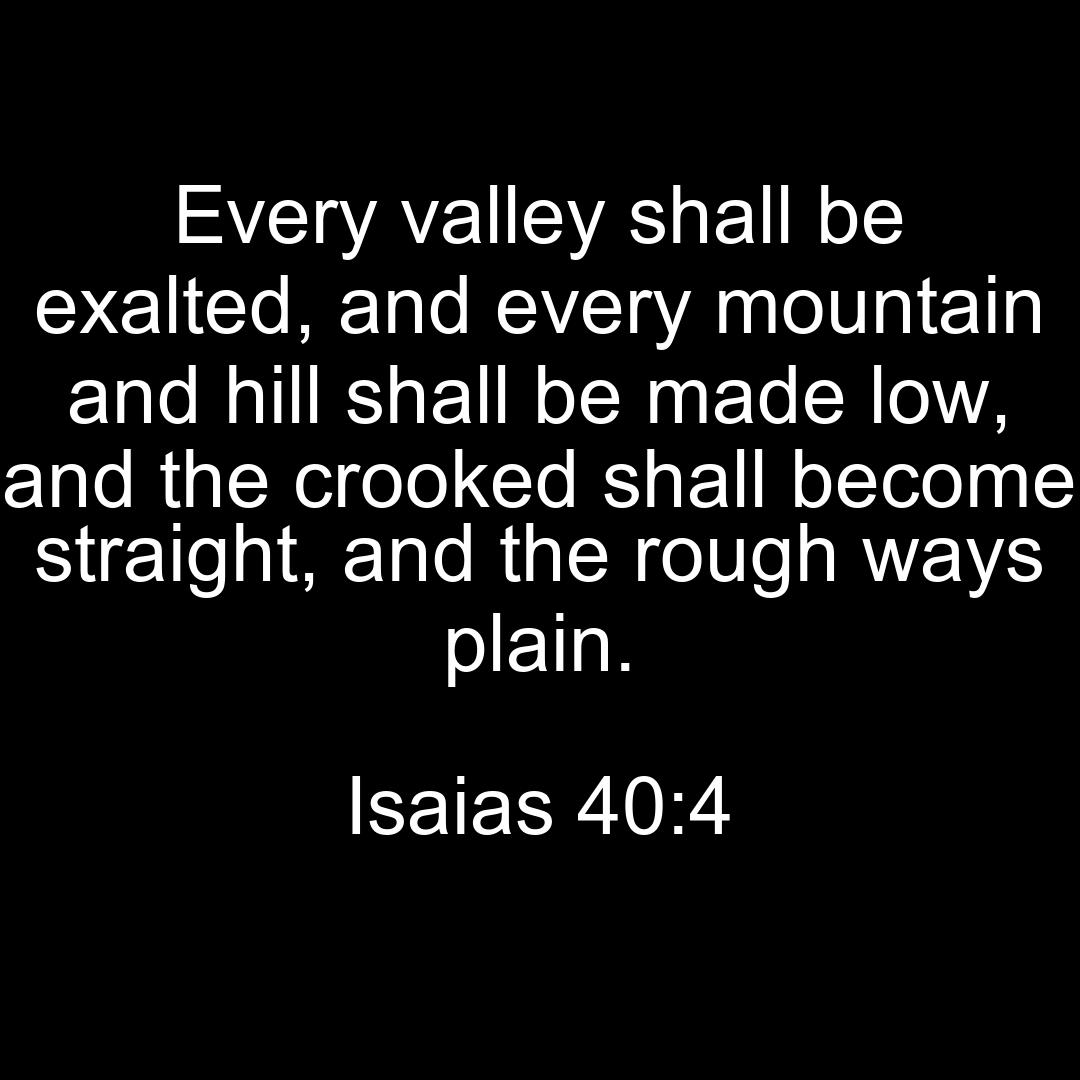 Every valley shall be
exalted, and every mountain
and hill shall be made low,
and the crooked shall become
straight, and the rough ways
plain.
Isaias 40:4